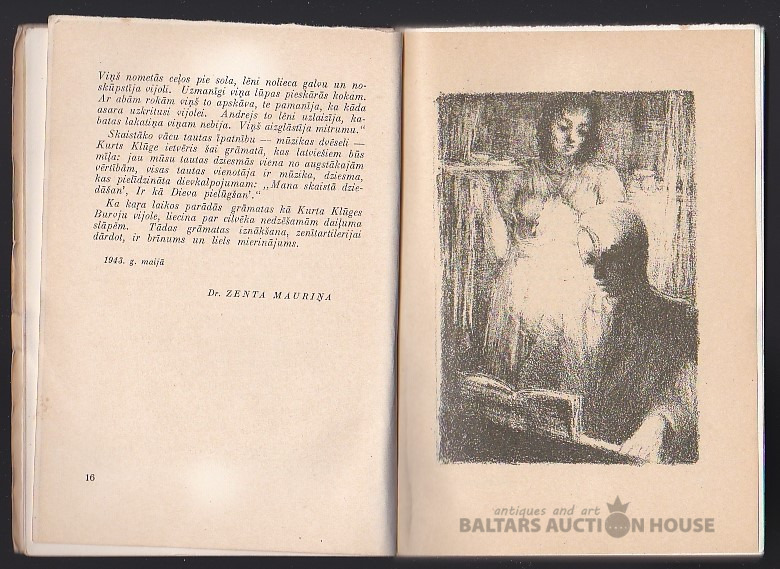 Viņš nometās ceļos pie sola, lēni nolieca galvu un no-
skūpstīja vijoli. Uzmanīgi viņa lūpas pieskārās kokam.
Ar abām rokām viņš to apskāva, te pamanīja, ka kāda
asara uzkritusi vijolei. Andrejs to lēni uzlaizīja, ka-
batas lakatiņa viņam nebija. Viņš aizglāstīja mitrumu."
Skaistāko vācu tautas īpatnību — mūzikas dvēseli —
Kurts Klūge ietvēris šai grāmatā, kas latviešiem būs
mīļa: jau mūsu tautas dziesmās viena no augstākajām
vērtībām, visas tautas vienotāja ir mūzika, dziesma,
kas pielīdzināta dievkalpojumam: „Mana skaistā dzie-
dāšan', Ir kā Dieva pielūgšan'."
Ka kaŗa laikos parādās grāmatas kā Kurta Klūges
Burvju vijole, liecina par cilvēka nedzēšamām daiļuma
slāpēm. Tādas grāmatas iznākšana, zenītartilerijai
dārdot, ir brīnums un liels mierinājums.
1943. g. maijā
Dr. ZENTA MAURIŅA
16
antiques and art
BALTARS AUCTION HOUSE